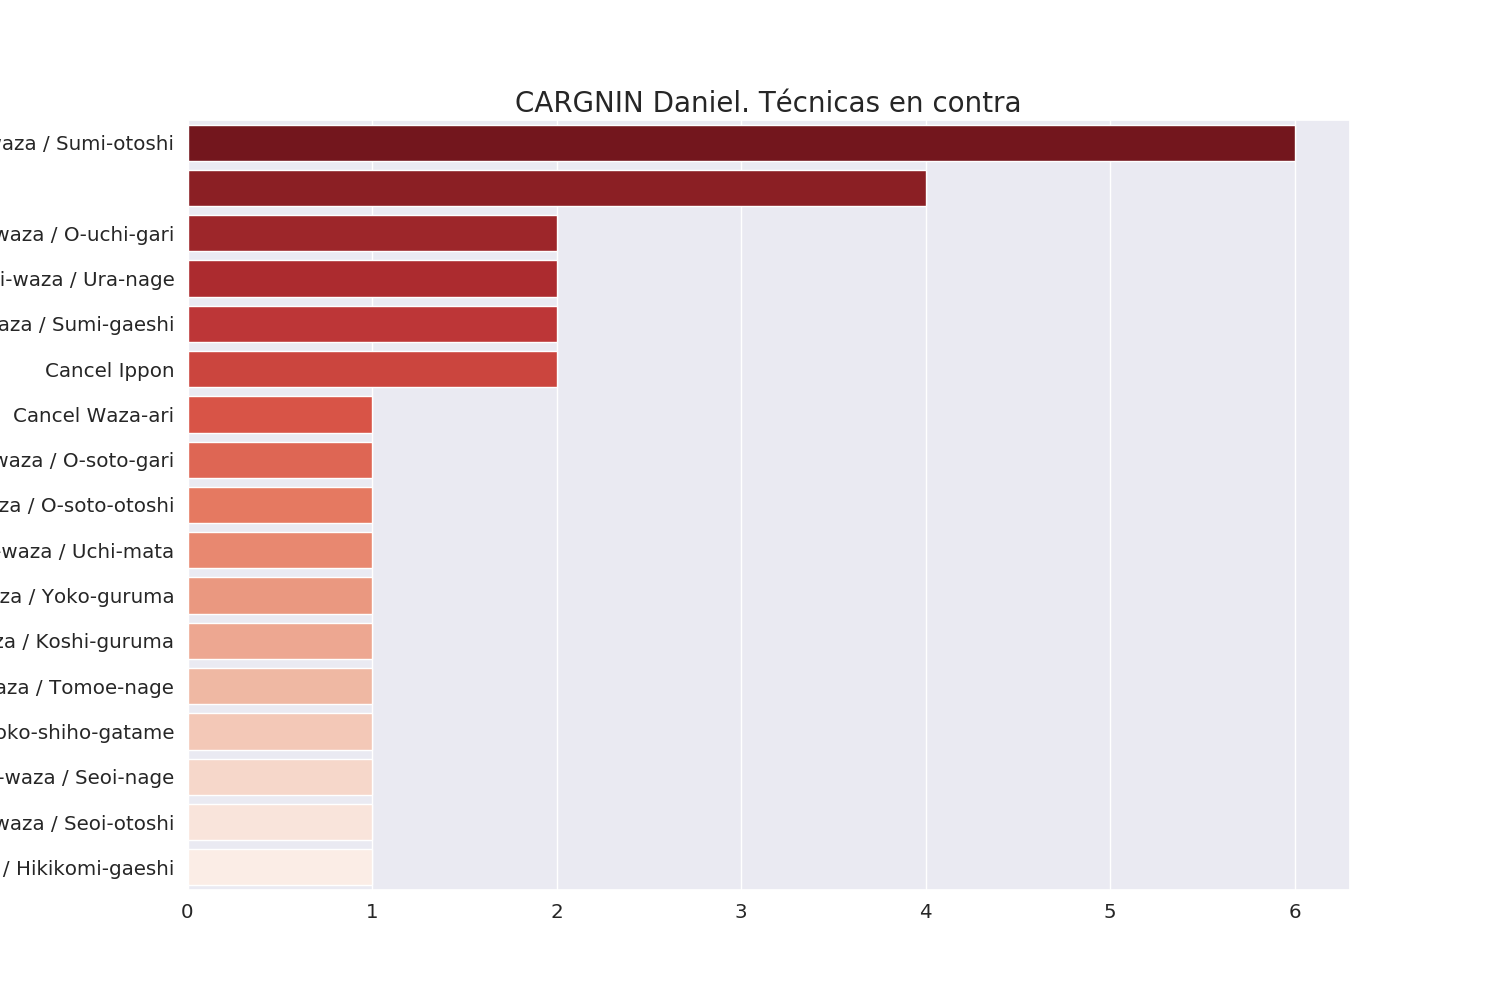 CARGNIN Daniel. Técnicas en contra
waza / Sumi-otoshi
waza / O-uchi-gari
i-waza / Ura-nage
aza / Sumi-gaeshi
Cancel Ippon
Cancel Waza-ari
waza / O-soto-gari
za / O-soto-otoshi
-waza / Uchi-mata
za / Yoko-guruma
za / Koshi-guruma
aza / Tomoe-nage
oko-shiho-gatame
-waza / Seoi-nage
waza / Seoi-otoshi
/ Hikikomi-gaeshi
0 1 2 3 4 5 6